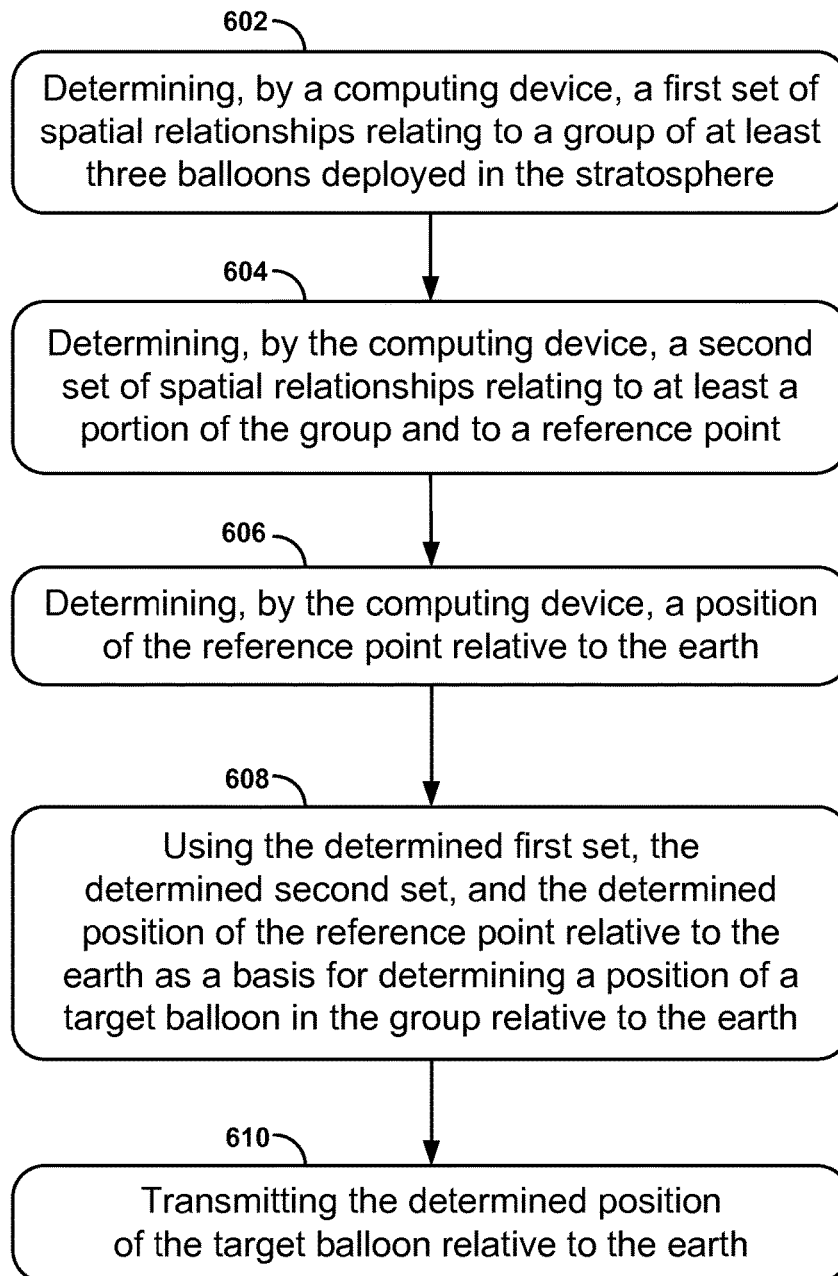 602
Determining, by a computing device, a first set of
spatial relationships relating to a group of at least
three balloons deployed in the stratosphere
604
Determining, by the computing device, a second
set of spatial relationships relating to at least a
portion of the group and to a reference point
606
Determining, by the computing device, a position
of the reference point relative to the earth
608
Using the determined first set, the
determined second set, and the determined
position of the reference point relative to the
earth as a basis for determining a position of a
target balloon in the group relative to the earth
610
Transmitting the determined position
of the target balloon relative to the earth